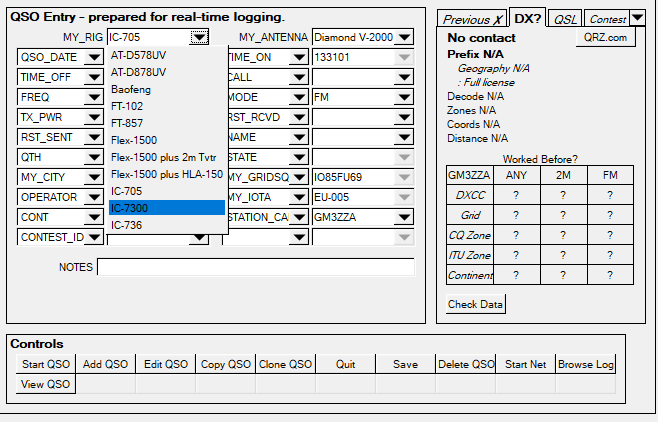 QSO Entry - prepared for real-time logging.
MY_RIG IC-705 MY_ANTENNA Diamond V-2000
QSO_DATE AT-D578UV TIME_ON 133101
TIME_OFF AT-D878UV CALL
FREQ Baofeng MODE FM
FT-102
TX_PWR FT-857 RST_RCVD
RST_SENT Flex-1500 NAME
QTH Flex-1500 plus 2m Tvtr STATE
MY_CITY Flex-1500 plus HLA-150 MY_GRIDSQ IO85FU69
OPERATOR IC-705 MY_IOTA EU-005
IC-7300
CONT IC-736 STATION_CA GM3ZZA
CONTEST_ID
NOTES
Previous X DX? QSL Contest
No contact QRZ.com
Prefix N/A
Geography N/A
: Full license
Decode N/A
Zones N/A
Coords N/A
Distance N/A
Worked Before?
GM3ZZA ANY 2M FM
DXCC ? ? ?
Grid ? ? ?
CQ Zone ? ? ?
ITU Zone ? ? ?
Continent ? ? ?
Check Data
Controls
Start QSO Add QSO Edit QSO Copy QSO Clone QSO Quit Save Delete QSO Start Net Browse Log
View QSO